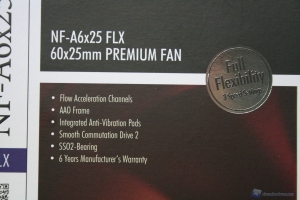 NF-A6x25 FLX
60x25mm PREMIUM FAN
Full
Flexibility
• Flow Acceleration Channels
• AAO Frame
• Integrated Anti-Vibration Pads
• Smooth Commutation Drive 2
• SSO2-Bearing
• 6 Years Manufacturer's Warranty
NF-A6x25
LX